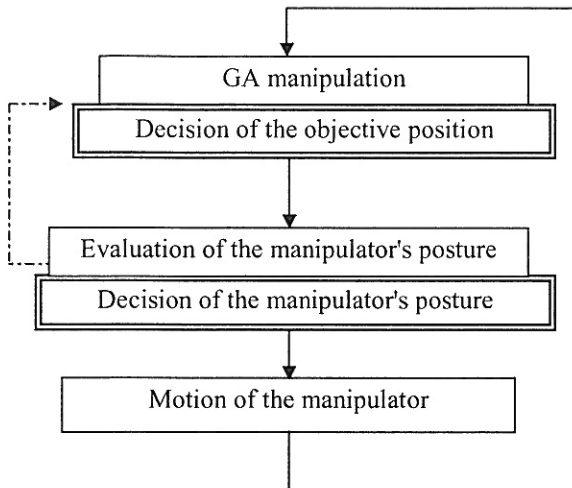 GA manipulation
Decision of the objective position
Evaluation of the manipulator's posture
Decision of the manipulator's posture
Motion of the manipulator